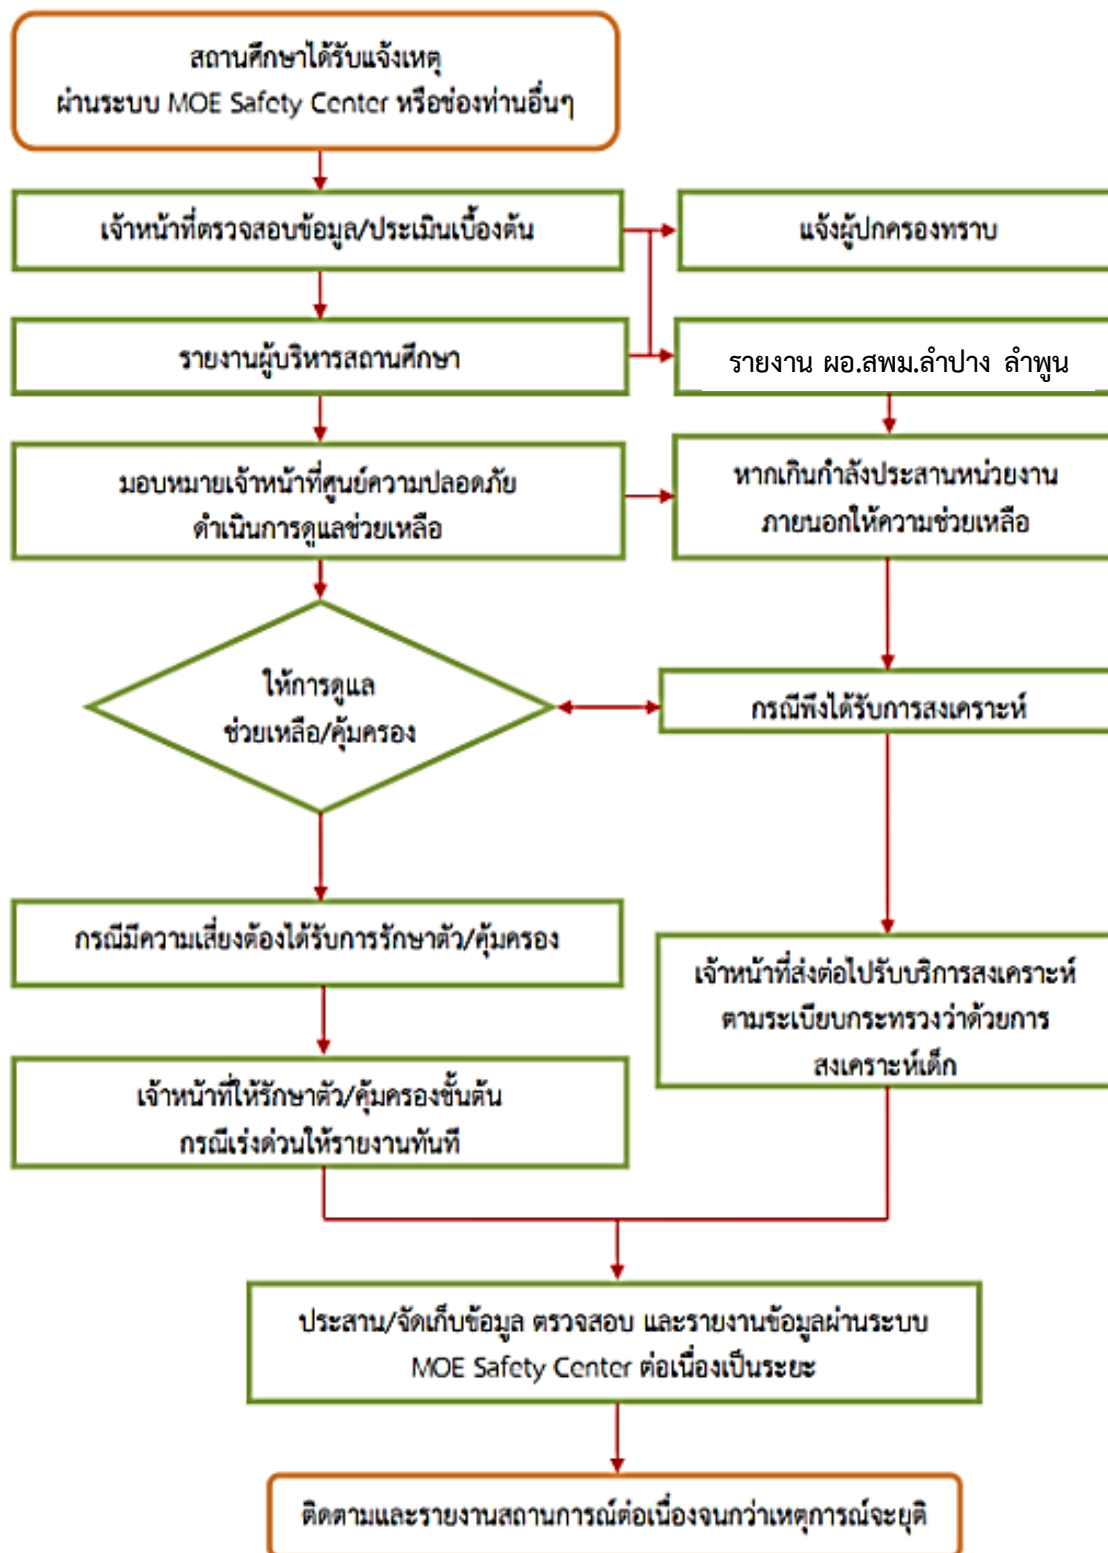 สถานศึกษาได้รับแจ้งเหตุ
ผ่านระบบ MOE Safety Center หรือช่องท่านอื่นๆ
เจ้าหน้าที่ตรวจสอบข้อมูล/ประเมินเบื้องต้น
แจ้งผู้ปกครองทราบ
รายงานผู้บริหารสถานศึกษา
รายงาน ผอ.สพม.ลำปาง ลำพูน
มอบหมายเจ้าหน้าที่ศูนย์ความปลอดภัย
ดำเนินการดูแลช่วยเหลือ
หากเกินกำลังประสานหน่วยงาน
ภายนอกให้ความช่วยเหลือ
ให้การดูแล
ช่วยเหลือ/คุ้มครอง
กรณีพึงได้รับการสงเคราะห์
กรณีมีความเสี่ยงต้องได้รับการรักษาตัว/คุ้มครอง
เจ้าหน้าที่ส่งต่อไปรับบริการสงเคราะห์
ตามระเบียบกระทรวงว่าด้วยการ
สงเคราะห์เด็ก
เจ้าหน้าที่ให้รักษาตัว/คุ้มครองขั้นต้น
กรณีเร่งด่วนให้รายงานทันที
ประสาน/จัดเก็บข้อมูล ตรวจสอบ และรายงานข้อมูลผ่านระบบ
MOE Safety Center ต่อเนื่องเป็นระยะ
ติดตามและรายงานสถานการณ์ต่อเนื่องจนกว่าเหตุการณ์จะยุติ